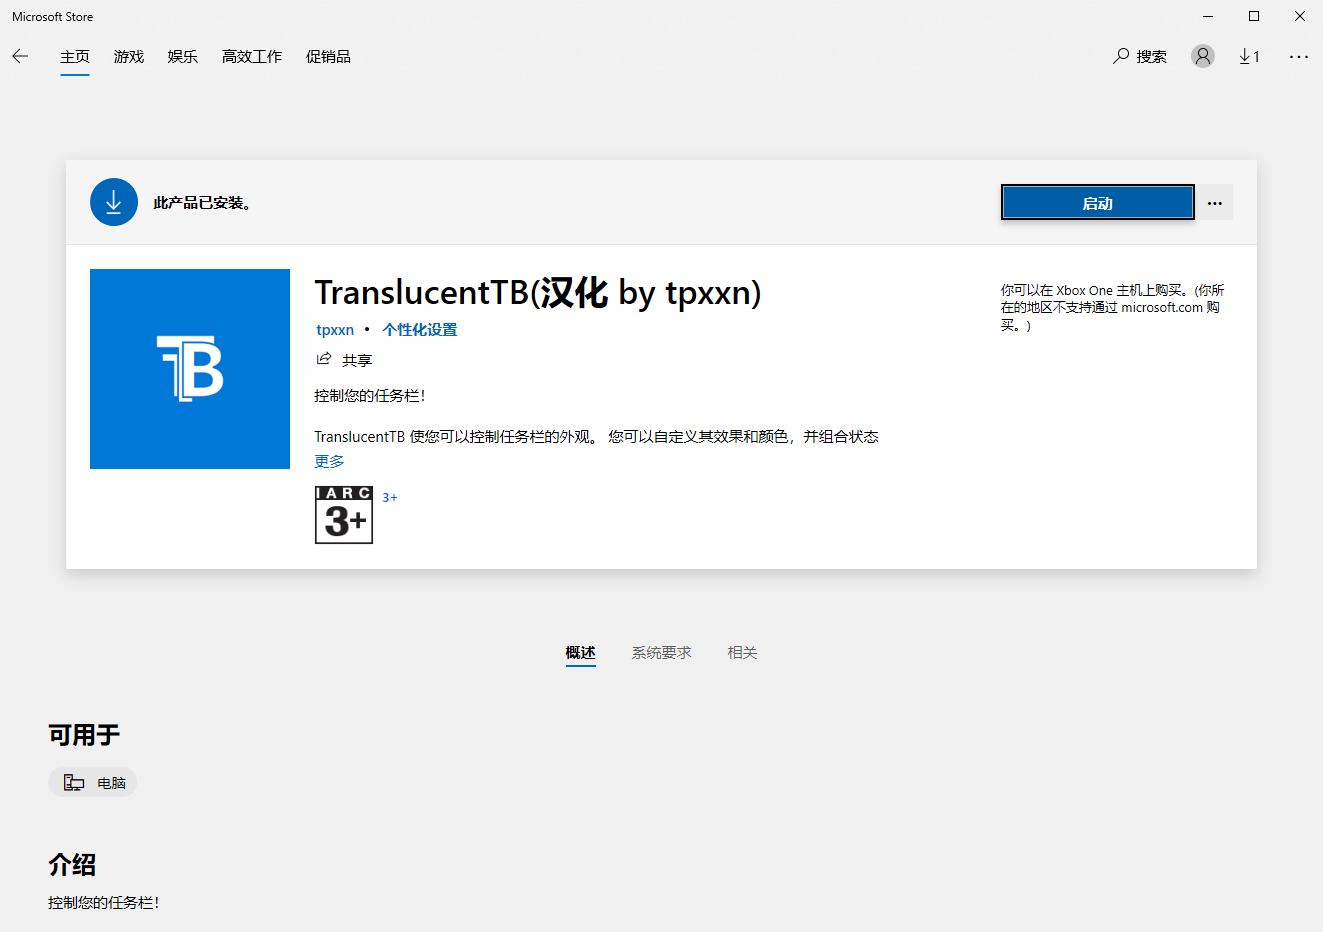 Microsoft Store
主页 游戏 娱乐 高效工作 促销品 搜索 1
此产品已安装。 启动
TB
TranslucentTB(汉化 by tpxxn)
tpxxn • 个性化设置
共享
控制您的任务栏!
TranslucentTB 使您可以控制任务栏的外观。 您可以自定义其效果和颜色，并组合状态
更多
IARC
3+
3+
你可以在 Xbox One 主机上购买。(你所
在的地区不支持通过 microsoft.com 购
买。)
概述 系统要求 相关
可用于
电脑
介绍
控制您的任务栏!